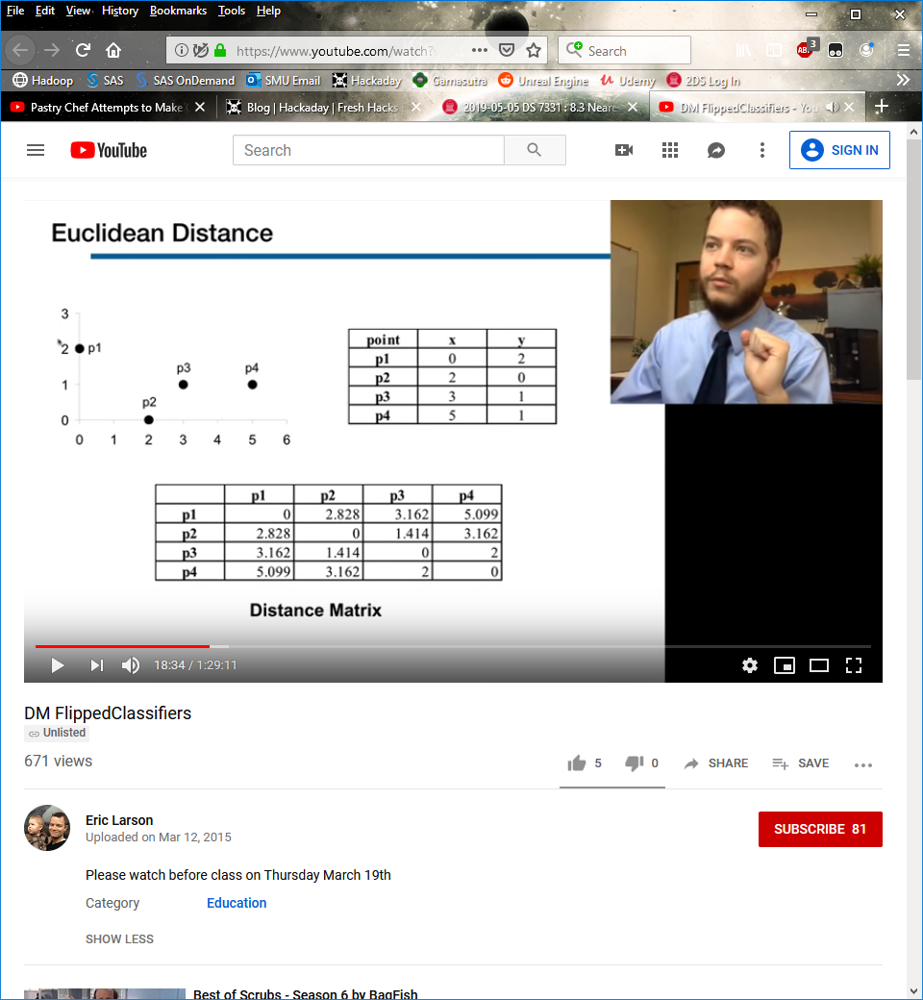 File Edit View History Bookmarks Tools Help
https://www.youtube.com/watch?v
Search
ABP
3
Hadoop SAS SAS OnDemand SMU Email Hackaday Gamasutra Unreal Engine Udemy 2DS Log In
Pastry Chef Attempts to Make Blog | Hackaday | Fresh Hacks 2019-05-05 DS 7331 : 8.3 Neare DM FlippedClassifiers - You
YouTube
Search
SIGN IN
Euclidean Distance
3
2 p1
p3 p4
1
p2
0
0 1 2 3 4 5 6
point x y
p1 0 2
p2 2 0
p3 3 1
p4 5 1
p1 p2 p3 p4
p1 0 2.828 3.162 5.099
p2 2.828 0 1.414 3.162
p3 3.162 1.414 0 2
p4 5.099 3.162 2 0
Distance Matrix
18:34 / 1:29:11
DM FlippedClassifiers
Unlisted
671 views
5 0 SHARE SAVE
Eric Larson
Uploaded on Mar 12, 2015
SUBSCRIBE 81
Please watch before class on Thursday March 19th
Category Education
SHOW LESS
Best of Scrubs - Season 6 by BagFish